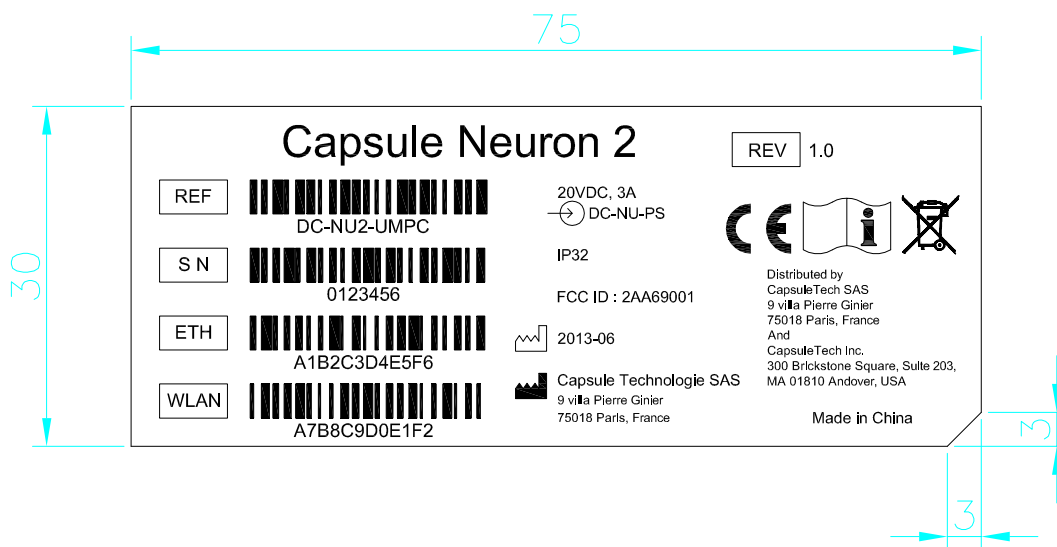 75
Capsule Neuron 2
REV 1.0
REF
DC-NU2-UMPC
S N
0123456
ETH
A1B2C3D4E5F6
WLAN
A7B8C9D0E1F2
20VDC, 3A
DC-NU-PS
IP32
FCC ID : 2AA69001
2013-06
Capsule Technologie SAS
9 villa Pierre Ginier
75018 Paris, France
CE i
Distributed by
CapsuleTech SAS
9 villa Pierre Ginier
75018 Paris, France
And
CapsuleTech Inc.
300 Brickstone Square, Suite 203,
MA 01810 Andover, USA
Made in China
30
3
3